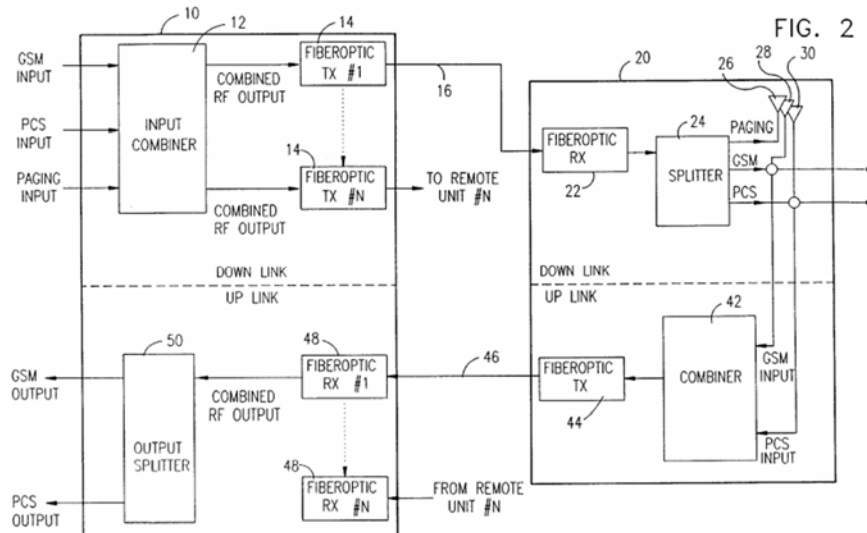 FIG. 2
10
12
14
GSM
INPUT
PCS
INPUT
PAGING
INPUT
INPUT
COMBINER
COMBINED
RF OUTPUT
FIBEROPTIC
TX #1
16
14
FIBEROPTIC
TX #N
COMBINED
RF OUTPUT
TO REMOTE
UNIT #N
DOWN LINK
UP LINK
20
26
28
30
FIBEROPTIC
RX
22
24
SPLITTER
PAGING
GSM
PCS
DOWN LINK
UP LINK
42
COMBINER
GSM
INPUT
PCS
INPUT
FIBEROPTIC
TX
44
46
48
FIBEROPTIC
RX #1
COMBINED
RF OUTPUT
50
OUTPUT
SPLITTER
GSM
OUTPUT
PCS
OUTPUT
48
FIBEROPTIC
RX #N
FROM REMOTE
UNIT #N